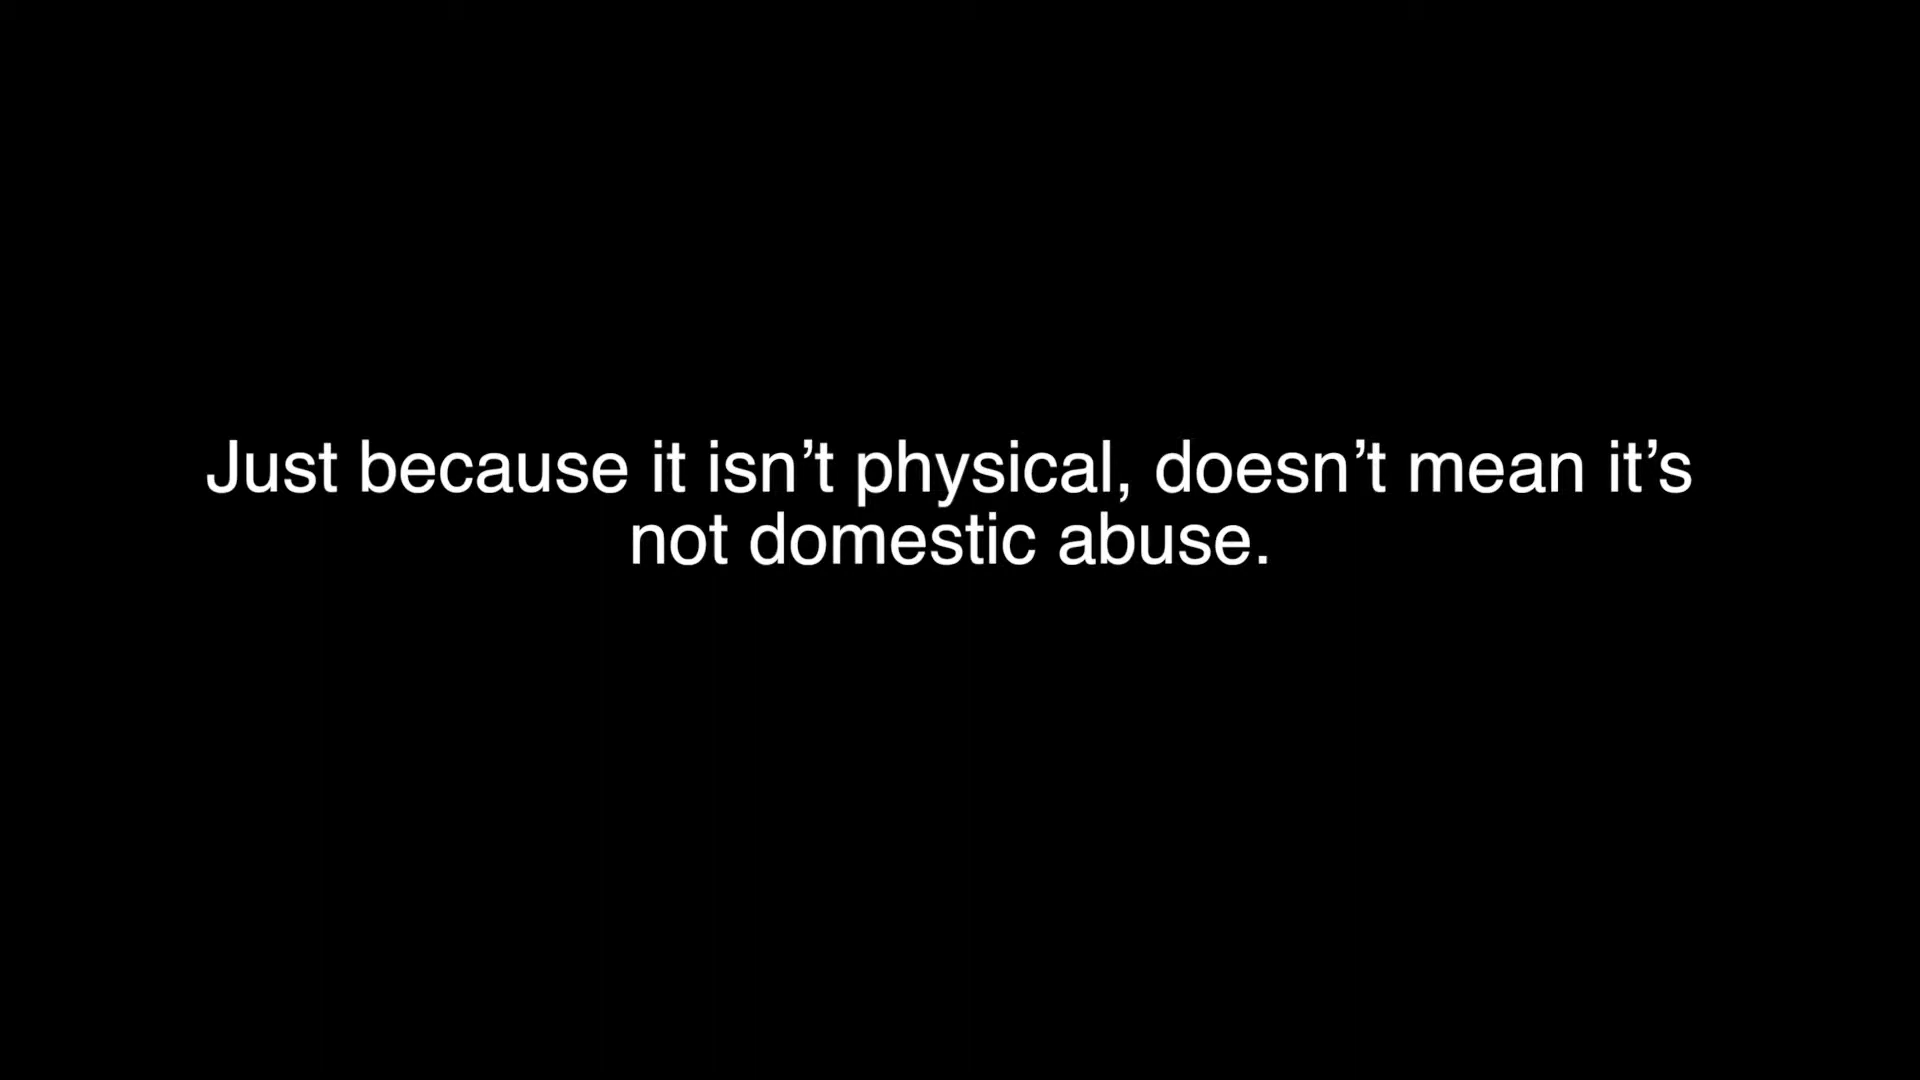 Just because it isn’t physical, doesn’t mean it’s
not domestic abuse.